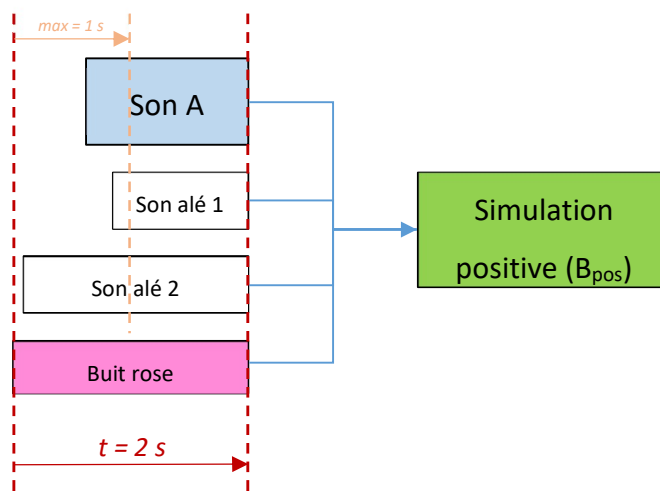 max = 1 s
Son A
Son alé 1
Son alé 2
Buit rose
t = 2 s
Simulation
positive (Bpos)